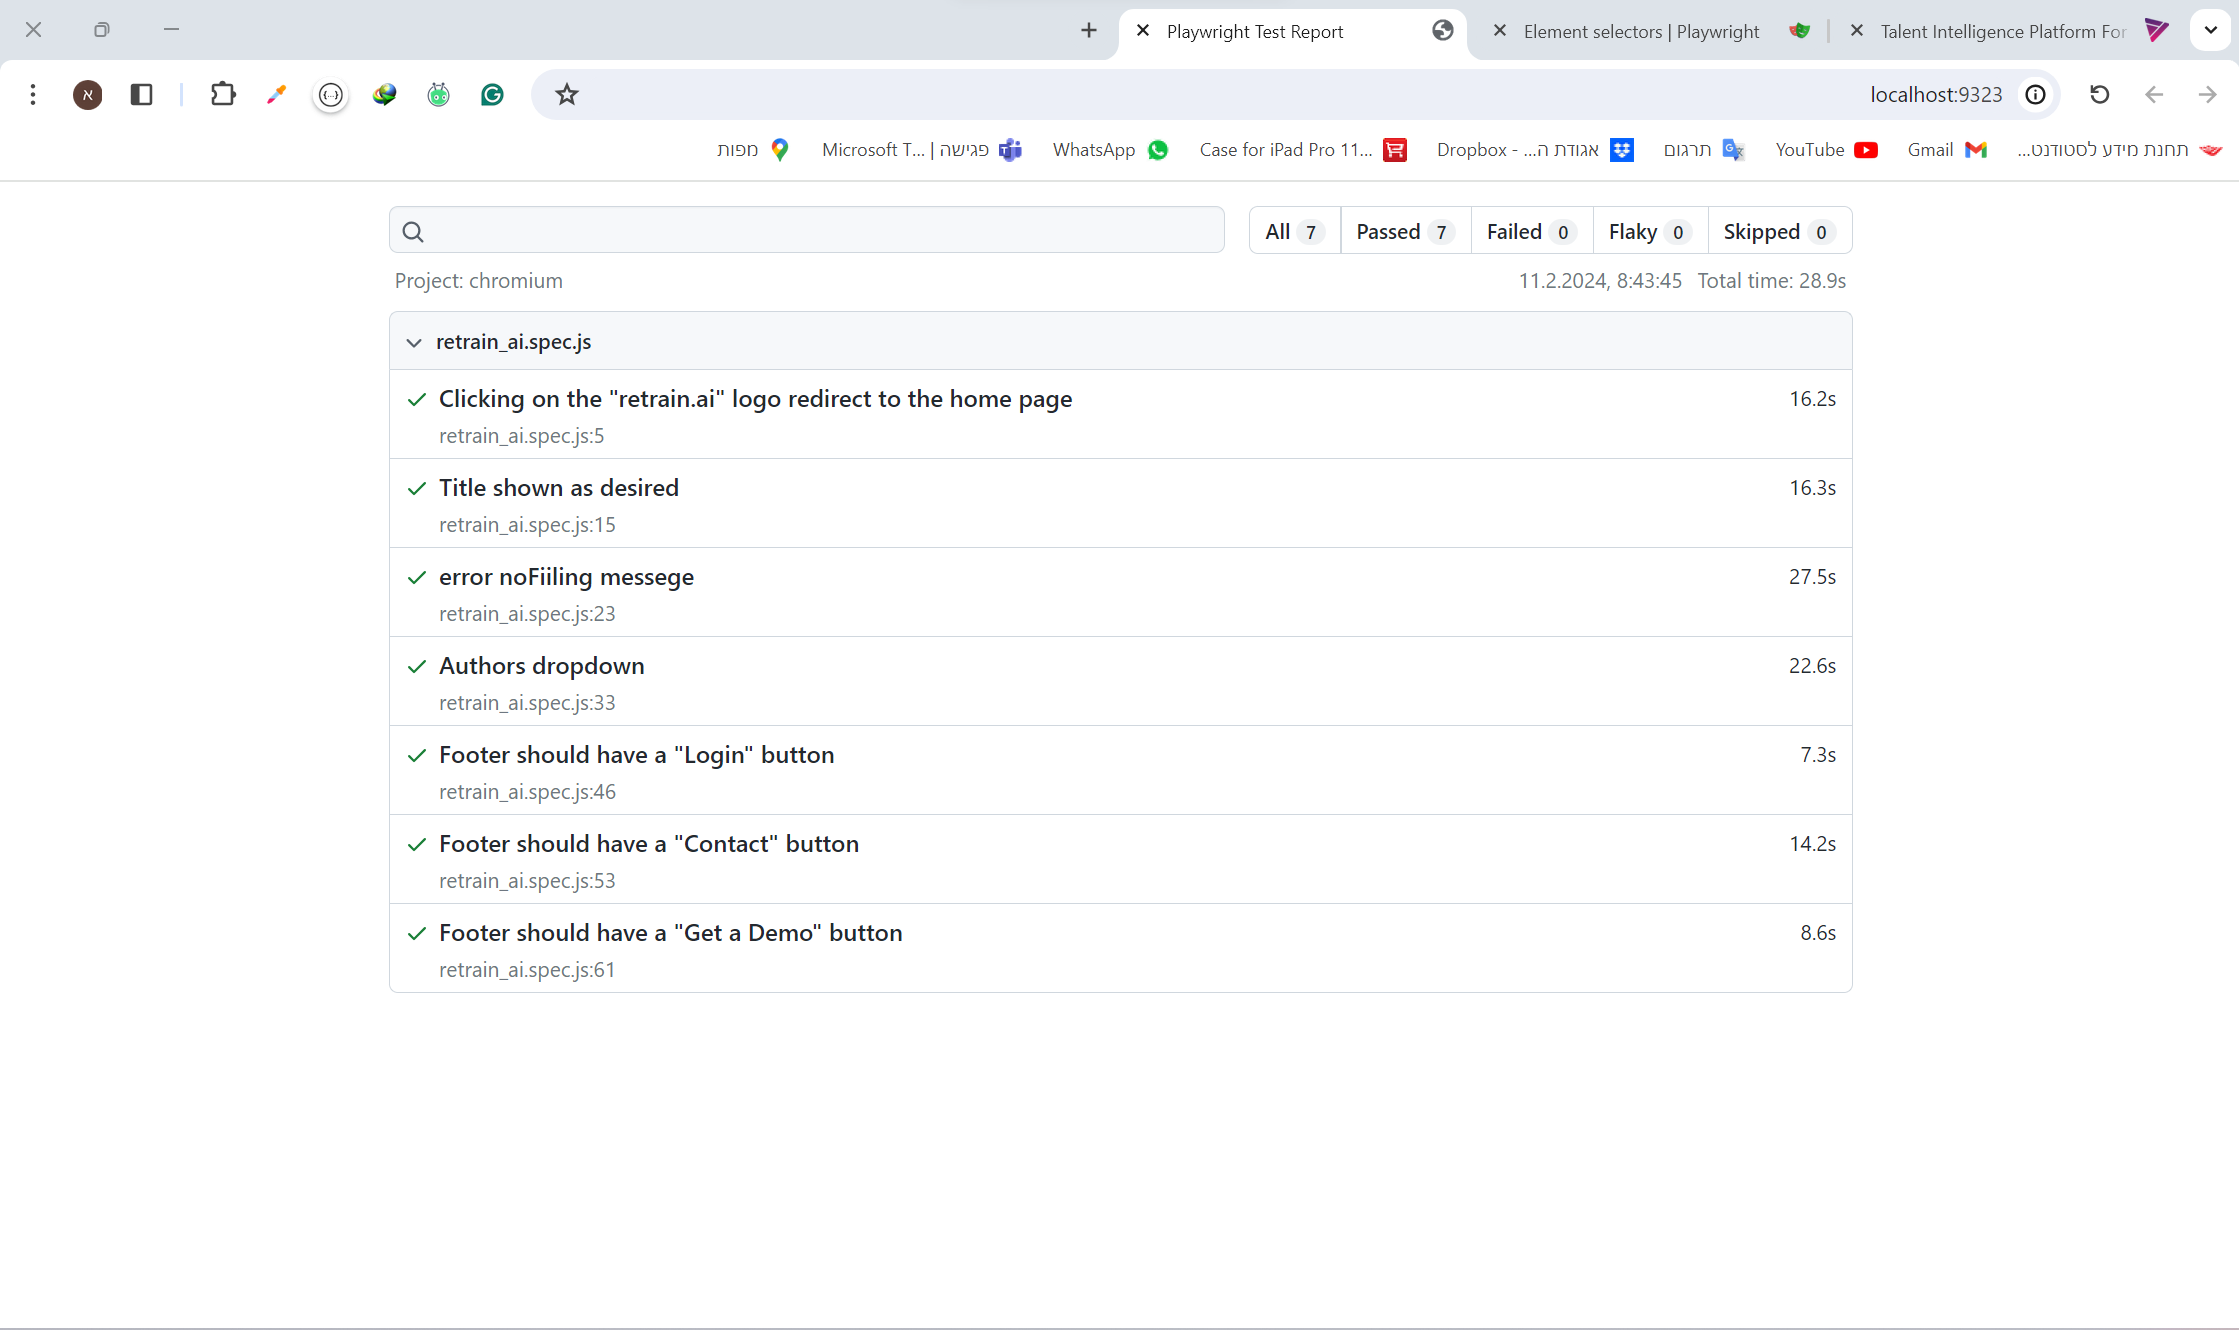 Playwright Test Report
Element selectors | Playwright
Talent Intelligence Platform For
localhost:9323
מפות
Microsoft T... | פגישה
WhatsApp
Case for iPad Pro 11...
Dropbox - ...אגודת ה
תרגום
YouTube
Gmail
תחנת מידע לסטודנט...
All 7
Passed 7
Failed 0
Flaky 0
Skipped 0
Project: chromium
11.2.2024, 8:43:45 Total time: 28.9s
retrain_ai.spec.js
Clicking on the "retrain.ai" logo redirect to the home page 16.2s
retrain_ai.spec.js:5
Title shown as desired 16.3s
retrain_ai.spec.js:15
error noFiiling messege 27.5s
retrain_ai.spec.js:23
Authors dropdown 22.6s
retrain_ai.spec.js:33
Footer should have a "Login" button 7.3s
retrain_ai.spec.js:46
Footer should have a "Contact" button 14.2s
retrain_ai.spec.js:53
Footer should have a "Get a Demo" button 8.6s
retrain_ai.spec.js:61